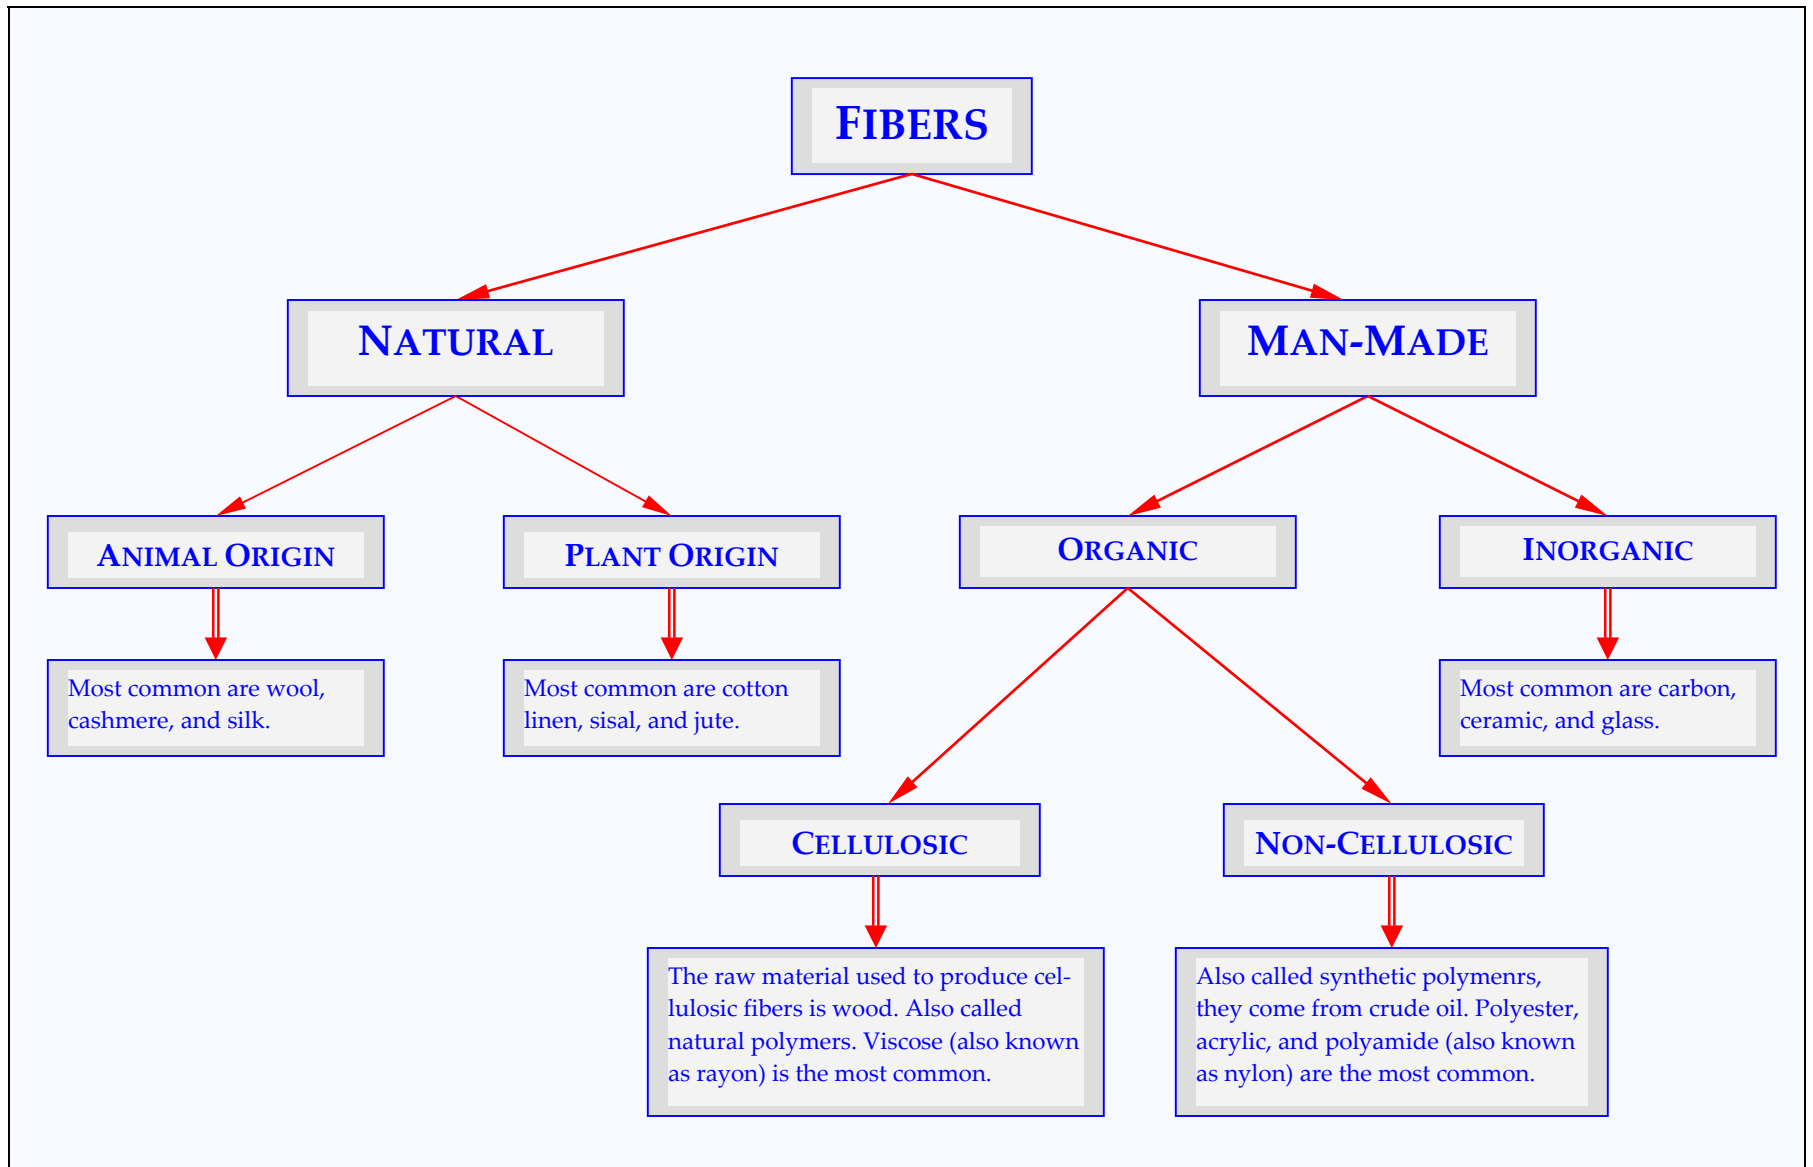 FIBERS
NATURAL
MAN-MADE
ANIMAL ORIGIN
PLANT ORIGIN
ORGANIC
INORGANIC
Most common are wool,
cashmere, and silk.
Most common are cotton
linen, sisal, and jute.
Most common are carbon,
ceramic, and glass.
CELLULOSIC
NON-CELLULOSIC
The raw material used to produce cel-
lulosic fibers is wood. Also called
natural polymers. Viscose (also known
as rayon) is the most common.
Also called synthetic polymenrs,
they come from crude oil. Polyester,
acrylic, and polyamide (also known
as nylon) are the most common.